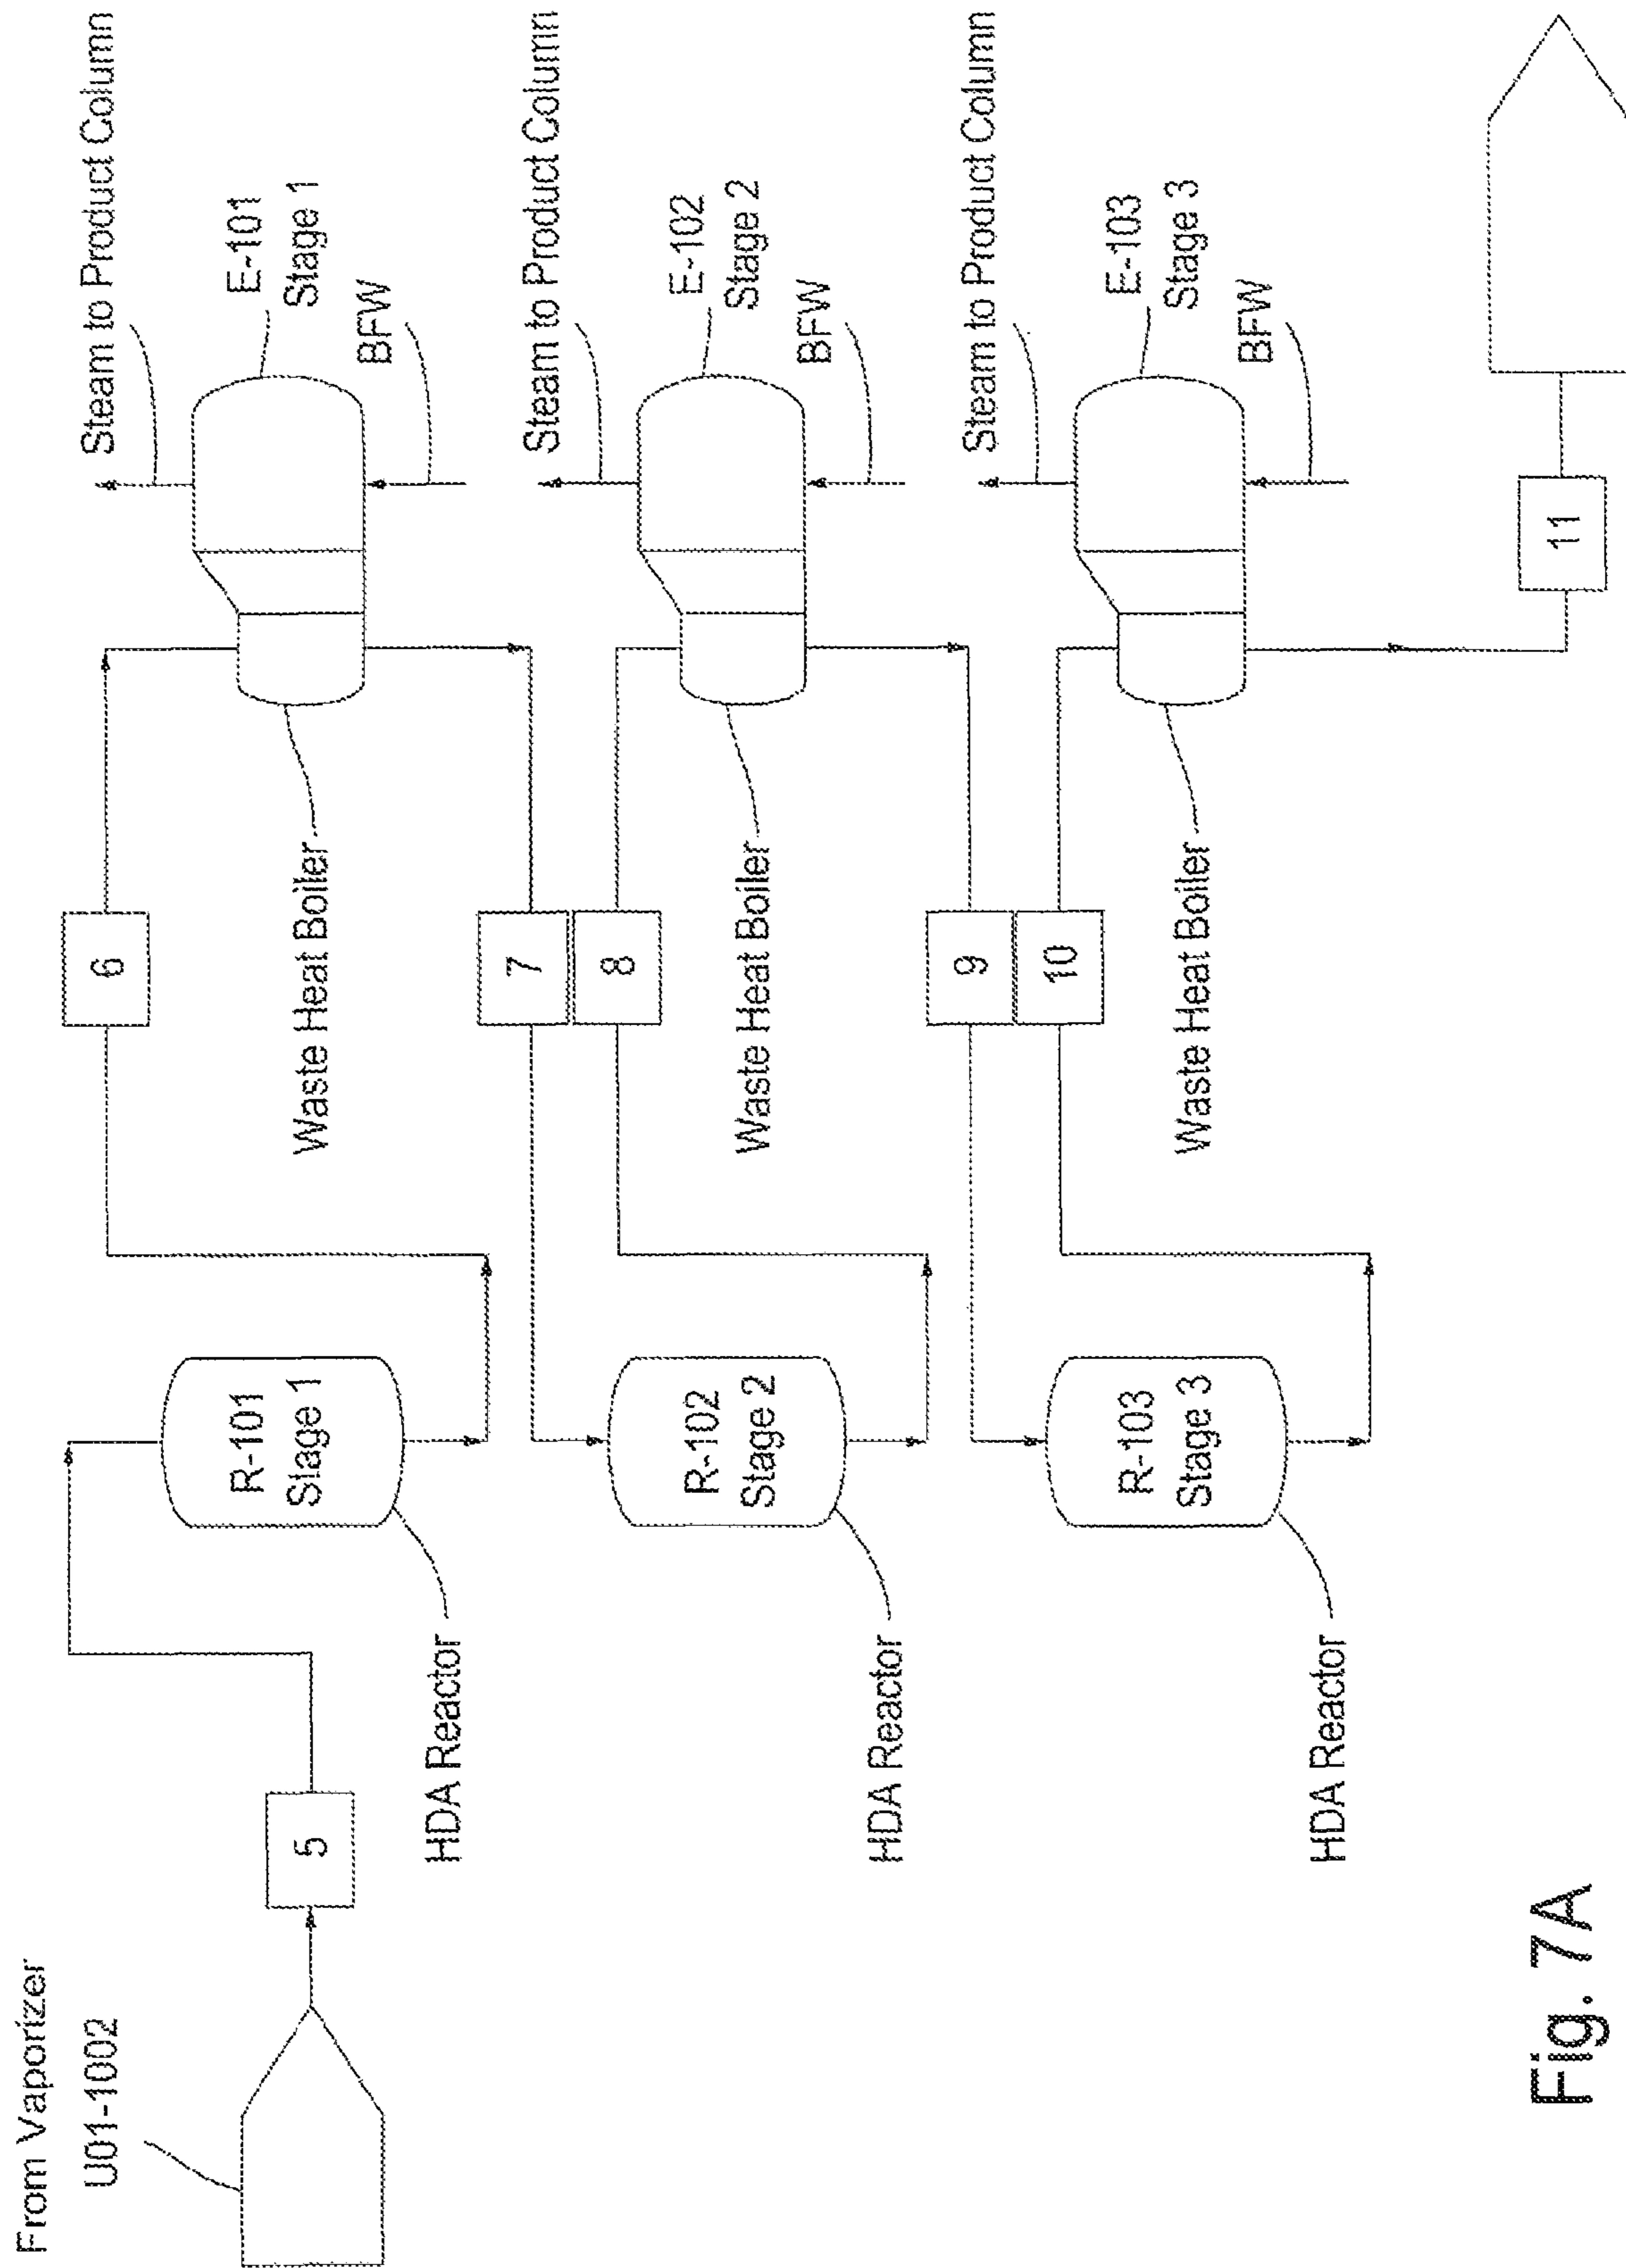 From Vaporizer
U01-1002
5
R-101
Stage 1
HDA Reactor
6
Waste Heat Boiler
Steam to Product Column
E-101
Stage 1
BFW
7
R-102
Stage 2
HDA Reactor
8
Waste Heat Boiler
Steam to Product Column
E-102
Stage 2
BFW
9
R-103
Stage 3
HDA Reactor
10
Waste Heat Boiler
Steam to Product Column
E-103
Stage 3
BFW
11
Fig. 7A